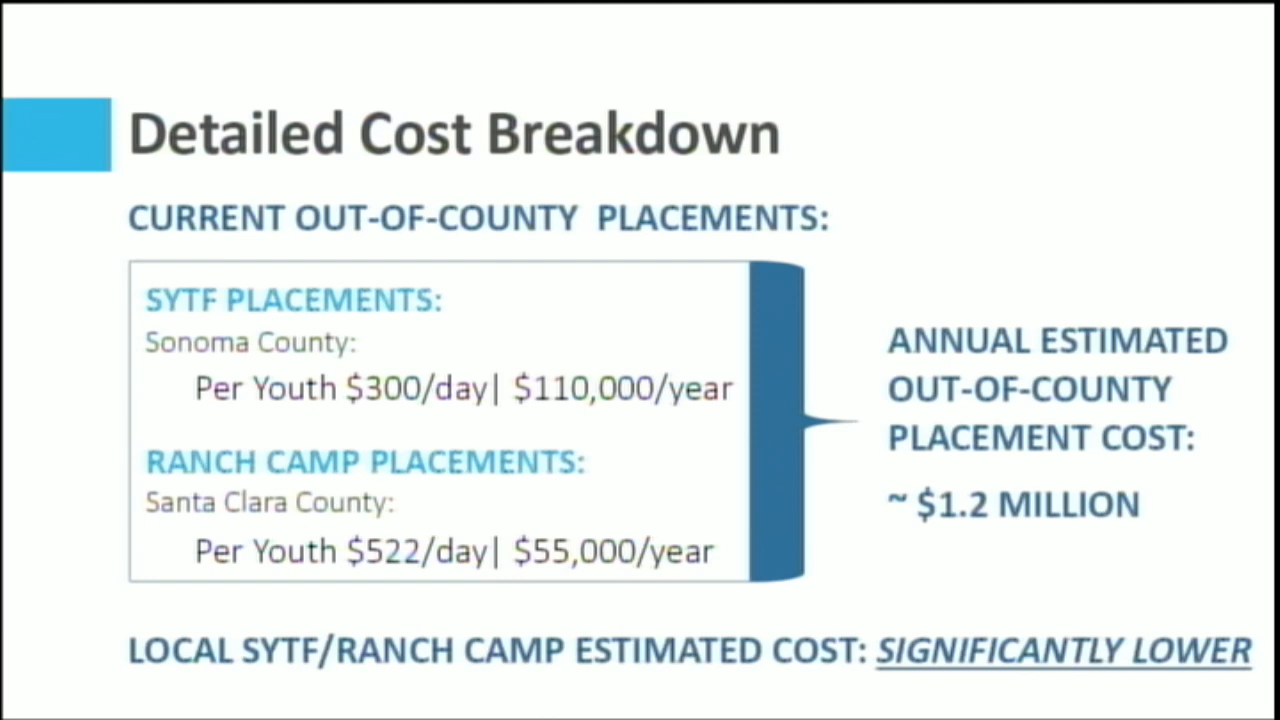 Detailed Cost Breakdown
CURRENT OUT-OF-COUNTY PLACEMENTS:
SYTF PLACEMENTS:
Sonoma County:
Per Youth $300/day| $110,000/year
RANCH CAMP PLACEMENTS:
Santa Clara County:
Per Youth $522/day| $55,000/year
ANNUAL ESTIMATED
OUT-OF-COUNTY
PLACEMENT COST:
~ $1.2 MILLION
LOCAL SYTF/RANCH CAMP ESTIMATED COST: SIGNIFICANTLY LOWER